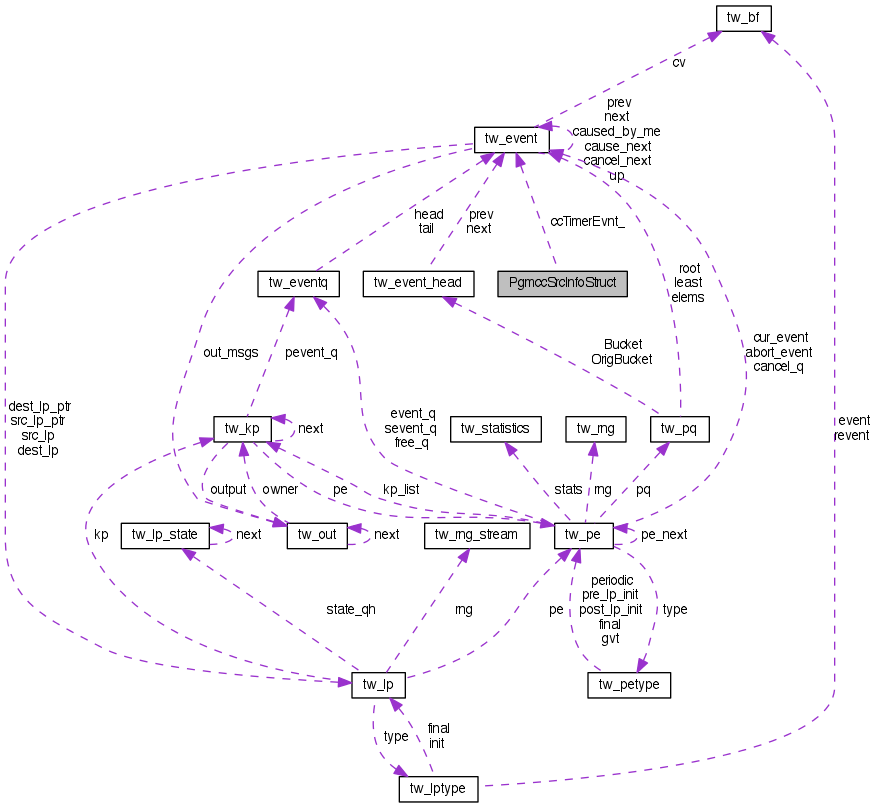 tw_bf
cv
prev
next
caused_by_me
cause_next
cancel_next
up
tw_event
head
tail
prev
next
ccTimerEvnt_
tw_eventq
tw_event_head
PgmccSrcInfoStruct
root
least
elems
out_msgs
pevent_q
Bucket
OrigBucket
cur_event
abort_event
cancel_q
dest_lp_ptr
src_lp_ptr
src_lp
dest_lp
event_q
sevent_q
free_q
event
revent
tw_kp
next
tw_statistics
tw_rng
tw_pq
output
owner
pe
kp_list
stats
rng
pq
kp
tw_lp_state
next
tw_out
next
tw_rng_stream
tw_pe
pe_next
state_qh
rng
pe
periodic
pre_lp_init
post_lp_init
final
gvt
type
tw_lp
tw_petype
type
final
init
tw_lptype